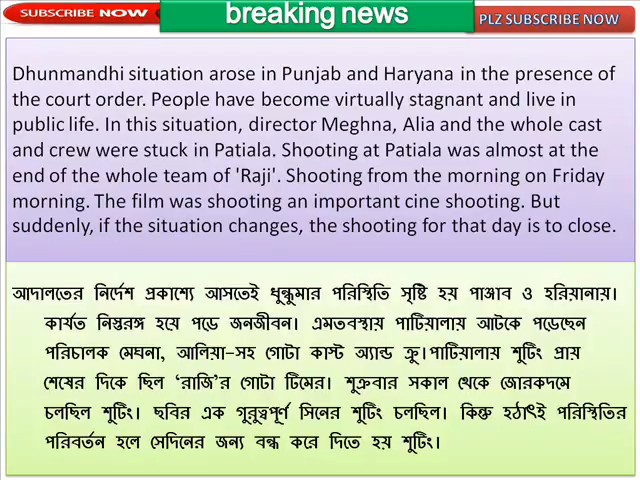 SUBSCRIBE NOW
breaking news
PLZ SUBSCRIBE NOW
Dhunmandhi situation arose in Punjab and Haryana in the presence of
the court order. People have become virtually stagnant and live in
public life. In this situation, director Meghna, Alia and the whole cast
and crew were stuck in Patiala. Shooting at Patiala was almost at the
end of the whole team of 'Raji'. Shooting from the morning on Friday
morning. The film was shooting an important cine shooting. But
suddenly, if the situation changes, the shooting for that day is to close.
আদালতের নির্দেশ প্রকাশ্যে আসতেই ধুন্ধুমার পরিস্থিতি সৃষ্টি হয় পাঞ্জাব ও হরিয়ানায়।
কার্যত নিস্তরঙ্গ হয়ে পড়ে জনজীবন। এমতবস্থায় পাটিয়ালায় আটকে পড়েছেন
পরিচালক মেঘনা, আলিয়া-সহ গোটা কাস্ট অ্যান্ড ক্রু।পাটিয়ালায় শুটিং প্রায়
শেষের দিকে ছিল ‘রাজি’র গোটা টিমের। শুক্রবার সকাল থেকে জোরকদমে
চলছিল শুটিং। ছবির এক গুরুত্বপূর্ণ সিনের শুটিং চলছিল। কিন্তু হঠাৎই পরিস্থিতির
পরিবর্তন হলে সেদিনের জন্য বন্ধ করে দিতে হয় শুটিং।